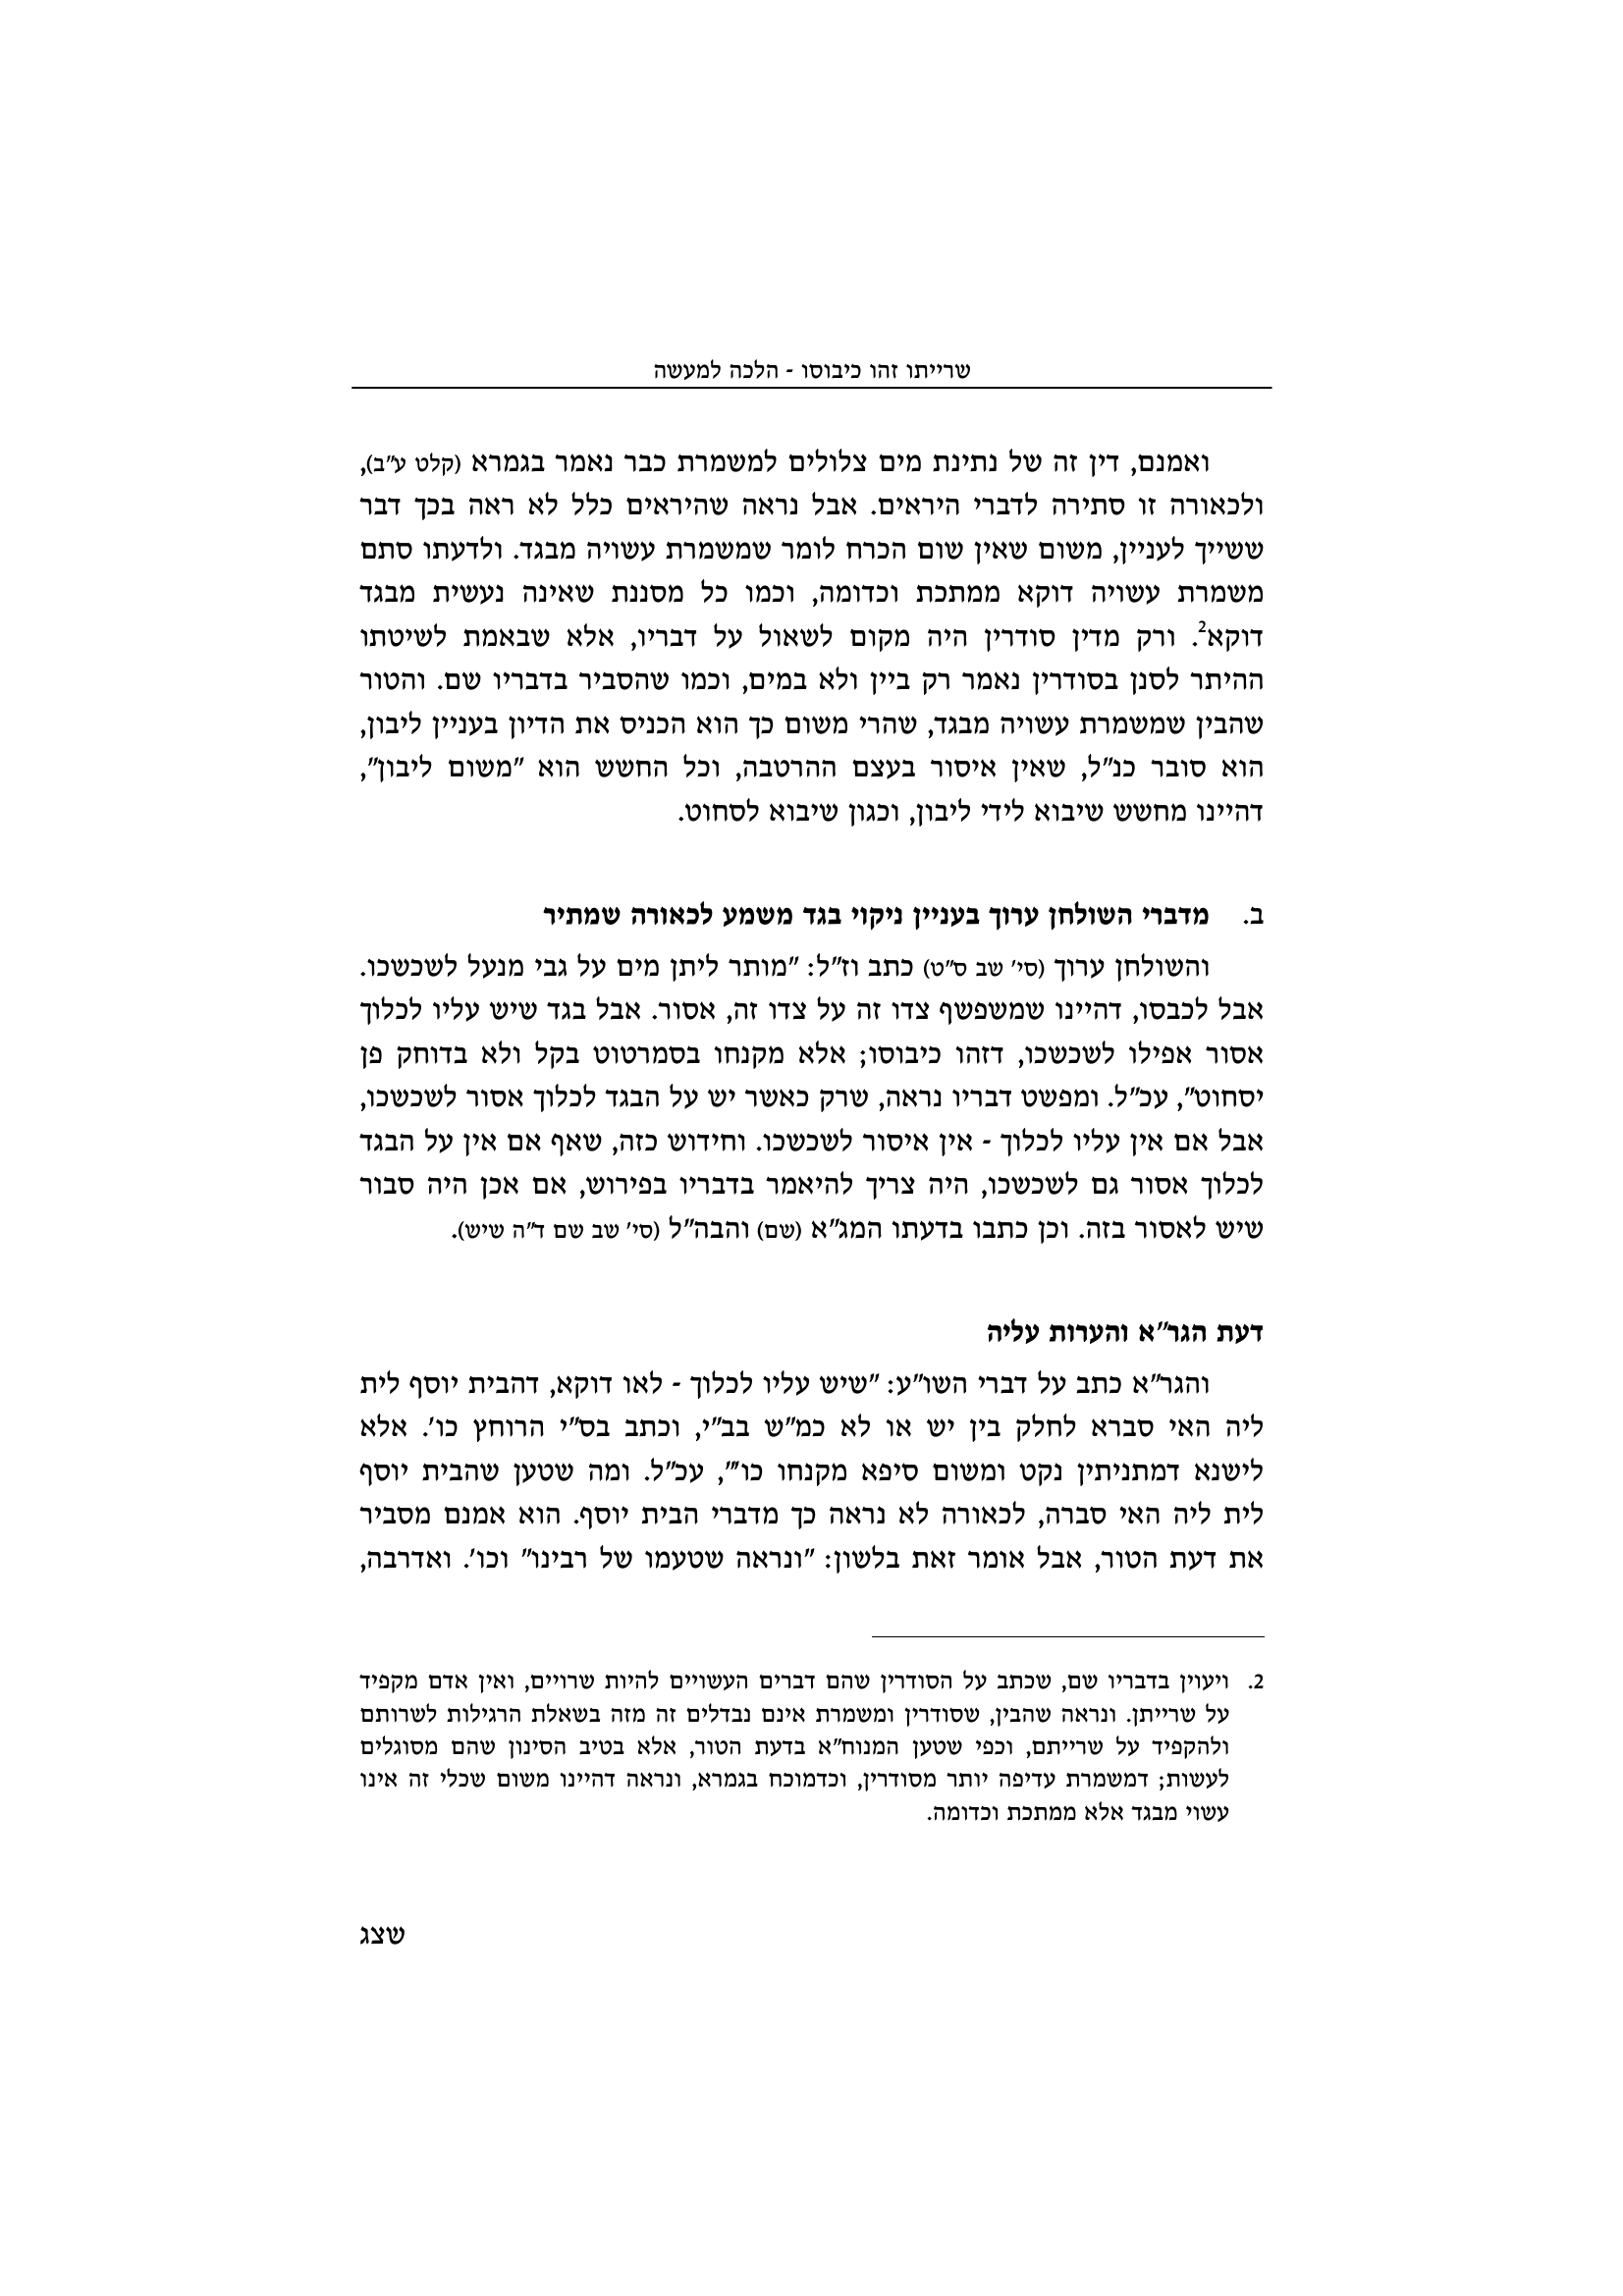 שרייתו זהו כיבוסו - הלכה למעשה
ואמנם, דין זה של נתינת מים צלולים למשמרת כבר נאמר בגמרא (קלט ע"ב),
ולכאורה זו סתירה לדברי היראים. אבל נראה שהיראים כלל לא ראה בכך דבר
ששייך לעניין, משום שאין שום הכרח לומר שמשמרת עשויה מבגד. ולדעתו סתם
משמרת עשויה דוקא ממתכת וכדומה, וכמו כל מסננת שאינה נעשית מבגד
דוקא2. ורק מדין סודרין היה מקום לשאול על דבריו, אלא שבאמת לשיטתו
ההיתר לסנן בסודרין נאמר רק ביין ולא במים, וכמו שהסביר בדבריו שם. והטור
שהבין שמשמרת עשויה מבגד, שהרי משום כך הוא הכניס את הדיון בעניין ליבון,
הוא סובר כנ"ל, שאין איסור בעצם ההרטבה, וכל החשש הוא "משום ליבון",
דהיינו מחשש שיבוא לידי ליבון, וכגון שיבוא לסחוט.
ב. מדברי השולחן ערוך בעניין ניקוי בגד משמע לכאורה שמתיר
והשולחן ערוך (סי' שב ס"ט) כתב וז"ל: "מותר ליתן מים על גבי מנעל לשכשכו.
אבל לכבסו, דהיינו שמשפשף צדו זה על צדו זה, אסור. אבל בגד שיש עליו לכלוך
אסור אפילו לשכשכו, דזהו כיבוסו; אלא מקנחו בסמרטוט בקל ולא בדוחק פן
יסחוט", עכ"ל. ומפשט דבריו נראה, שרק כאשר יש על הבגד לכלוך אסור לשכשכו,
אבל אם אין עליו לכלוך - אין איסור לשכשכו. וחידוש כזה, שאף אם אין על הבגד
לכלוך אסור גם לשכשכו, היה צריך להיאמר בדבריו בפירוש, אם אכן היה סבור
שיש לאסור בזה. וכן כתבו בדעתו המג"א (שם) והבה"ל (סי' שב שם ד"ה שיש).
דעת הגר"א והערות עליה
והגר"א כתב על דברי השו"ע: "שיש עליו לכלוך - לאו דוקא, דהבית יוסף לית
ליה האי סברא לחלק בין יש או לא כמ"ש בב"י, וכתב בס"י הרוחץ כו'. אלא
לישנא דמתניתין נקט ומשום סיפא מקנחו כו'", עכ"ל. ומה שטען שהבית יוסף
לית ליה האי סברה, לכאורה לא נראה כך מדברי הבית יוסף. הוא אמנם מסביר
את דעת הטור, אבל אומר זאת בלשון: "ונראה שטעמו של רבינו" וכו'. ואדרבה,
2. ויעוין בדבריו שם, שכתב על הסודרין שהם דברים העשויים להיות שרויים, ואין אדם מקפיד
על שרייתן. ונראה שהבין, שסודרין ומשמרת אינם נבדלים זה מזה בשאלת הרגילות לשרותם
ולהקפיד על שרייתם, וכפי שטען המנוח"א בדעת הטור, אלא בטיב הסינון שהם מסוגלים
לעשות; דמשמרת עדיפה יותר מסודרין, וכדמוכח בגמרא, ונראה דהיינו משום שכלי זה אינו
עשוי מבגד אלא ממתכת וכדומה.
שצג